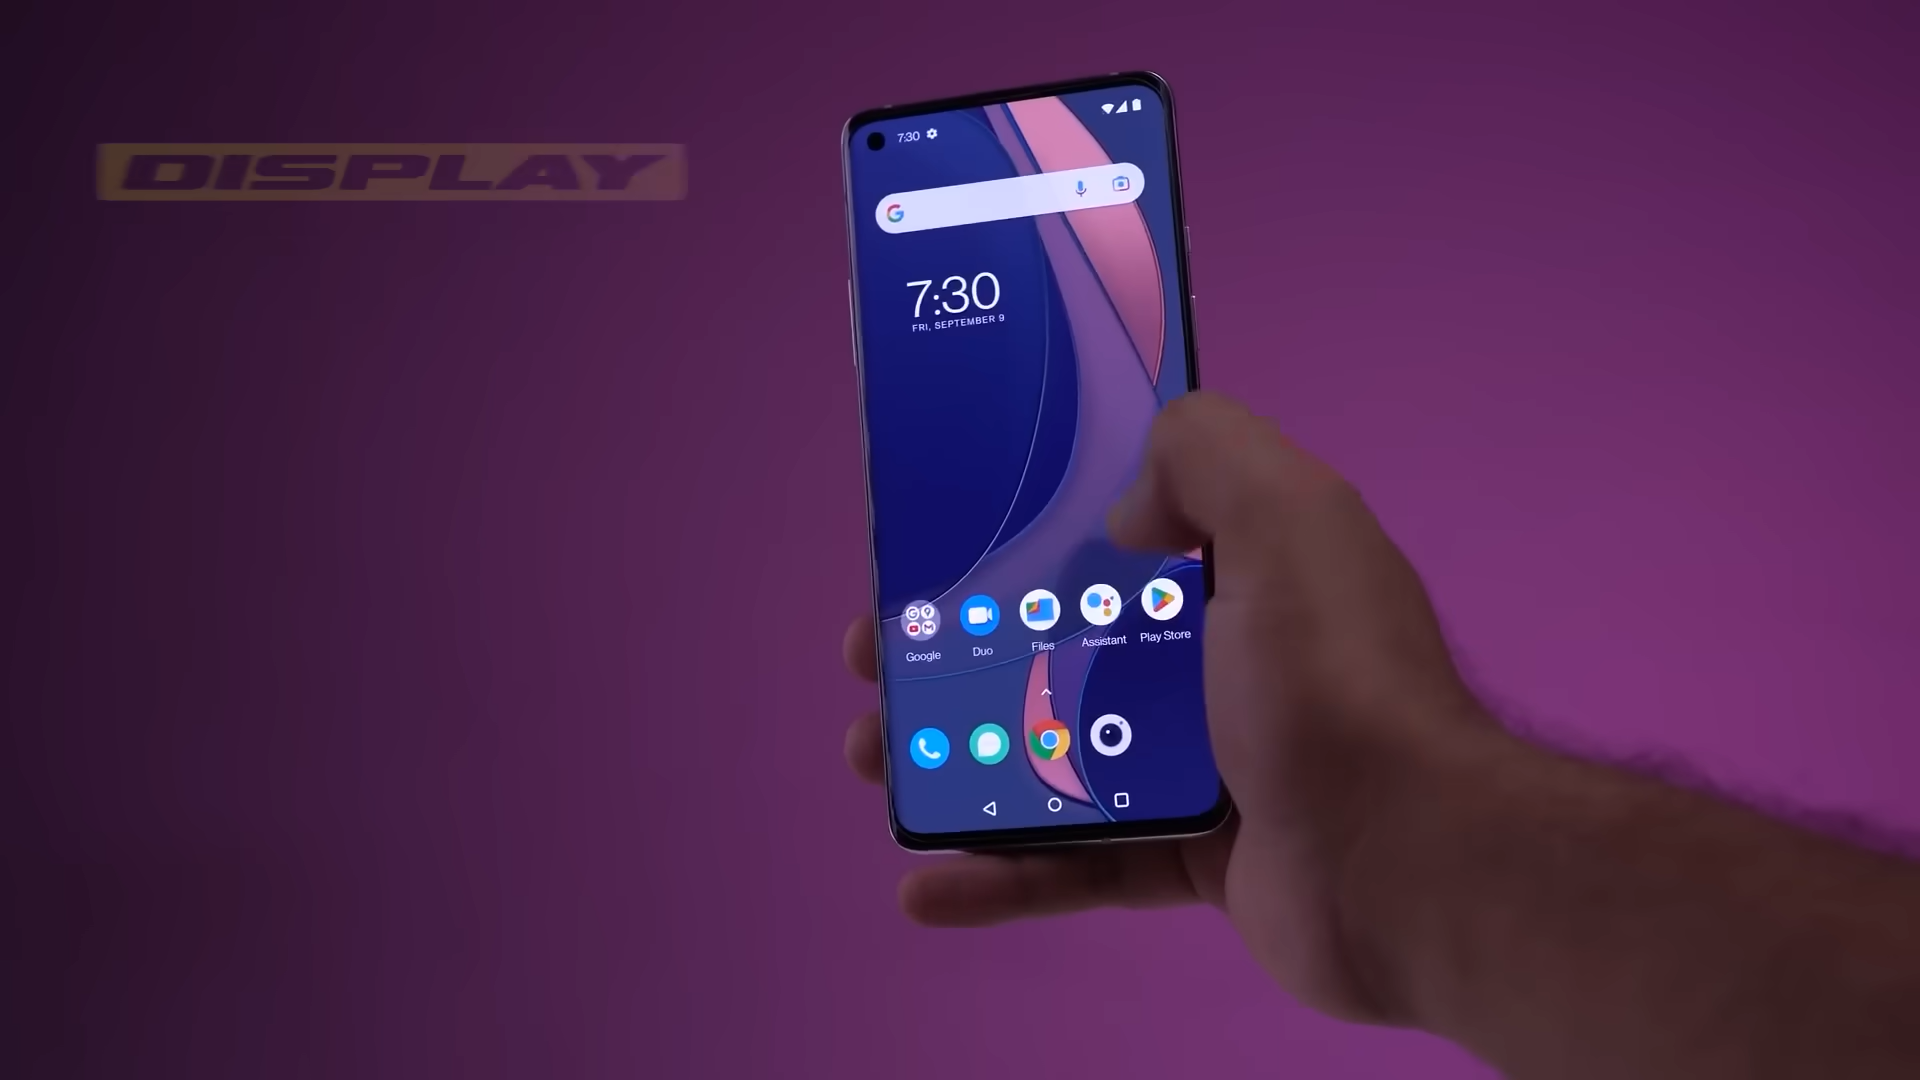 DISPLAY
7:30
7:30
FRI, SEPTEMBER 9
Google
Duo
Files
Assistant
Play Store